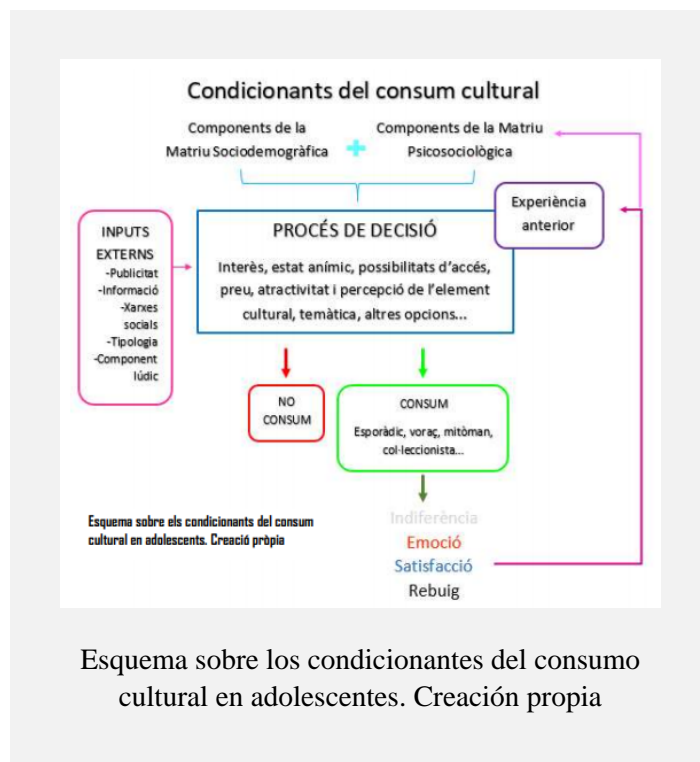 Condicionants del consum cultural
Components de la
Matriu Sociodemogràfica
+
Components de la Matriu
Psicosociològica
Experiència
anterior
INPUTS
EXTERNS
-Publicitat
-Informació
-Xarxes
socials
-Tipologia
-Component
lúdic
PROCÉS DE DECISIÓ
Interès, estat anímic, possibilitats d'accés,
preu, atractivitat i percepció de l'element
cultural, temàtica, altres opcions...
NO
CONSUM
CONSUM
Esporàdic, voraç, mitòman,
col·leccionista...
Indiferència
Emoció
Satisfacció
Rebuig
Esquema sobre els condicionants del consum
cultural en adolescents. Creació pròpia
Esquema sobre los condicionantes del consumo
cultural en adolescentes. Creación propia